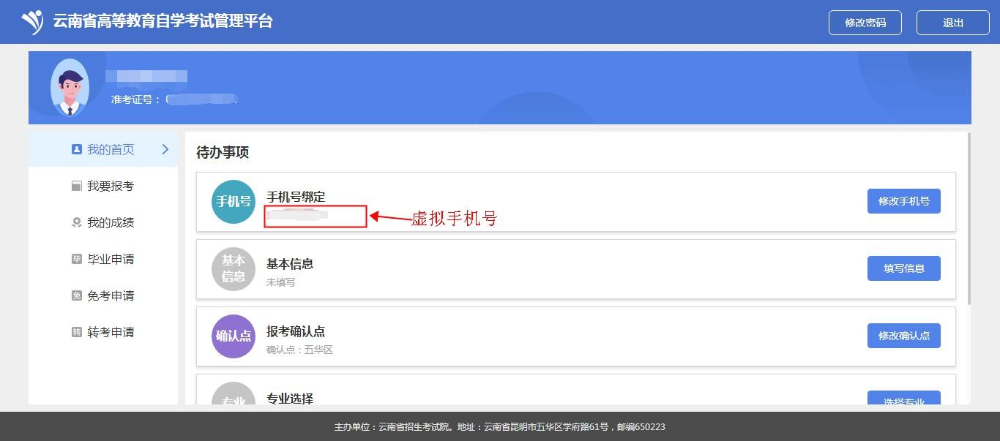 云南省高等教育自学考试管理平台
修改密码
退出
准考证号：
我的首页
我要报考
我的成绩
毕 毕业申请
免 免考申请
转 转考申请
待办事项
手机号
手机号绑定
修改手机号
虚拟手机号
基本
信息
基本信息
未填写
填写信息
确认点
报考确认点
确认点：五华区
修改确认点
专业
专业选择
选择专业
主办单位：云南省招生考试院。地址：云南省昆明市五华区学府路61号，邮编650223